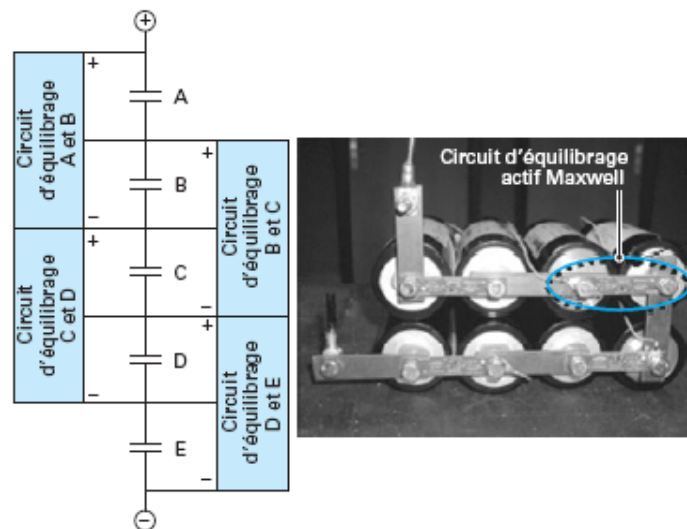 +
Circuit
d'équilibrage
A et B
+
−
A
B
Circuit
d'équilibrage
B et C
+
−
Circuit
d'équilibrage
C et D
+
−
C
D
Circuit
d'équilibrage
D et E
+
−
E
−
Circuit d'équilibrage
actif Maxwell